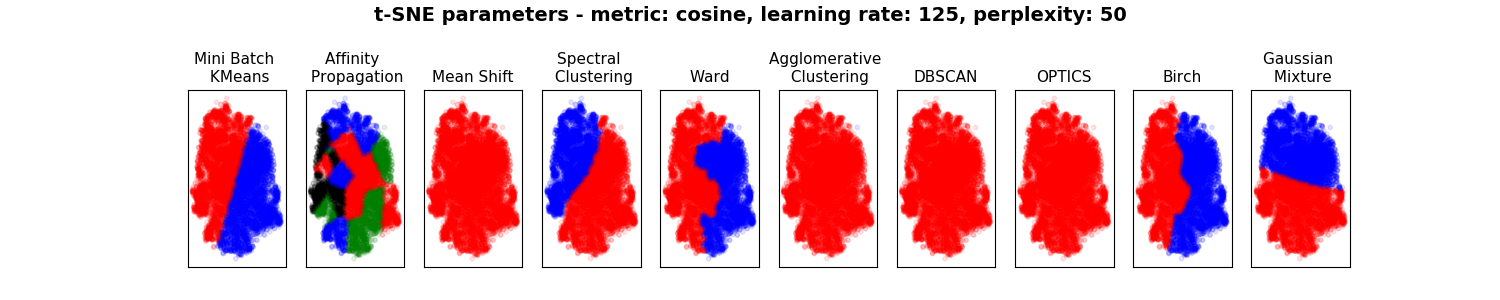 t-SNE parameters - metric: cosine, learning rate: 125, perplexity: 50
Mini Batch
KMeans
Affinity
Propagation
Mean Shift
Spectral
Clustering
Ward
Agglomerative
Clustering
DBSCAN
OPTICS
Birch
Gaussian
Mixture